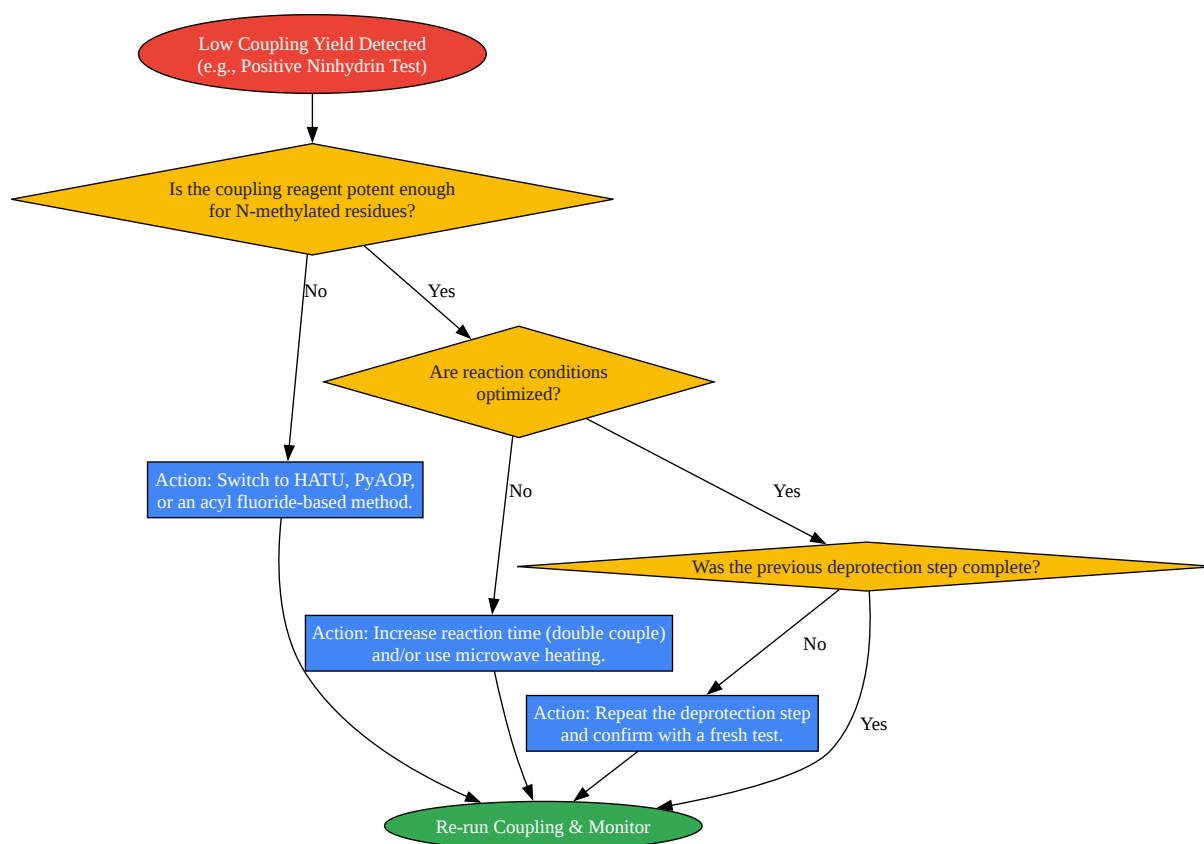 Low Coupling Yield Detected
(e.g., Positive Ninhydrin Test)
Is the coupling reagent potent enough
for N-methylated residues?
No
Yes
Are reaction conditions
optimized?
Action: Switch to HATU, PyAOP,
or an acyl fluoride-based method.
No
Yes
Was the previous deprotection step complete?
Action: Increase reaction time (double couple)
and/or use microwave heating.
No
Action: Repeat the deprotection step
and confirm with a fresh test.
Yes
Re-run Coupling & Monitor